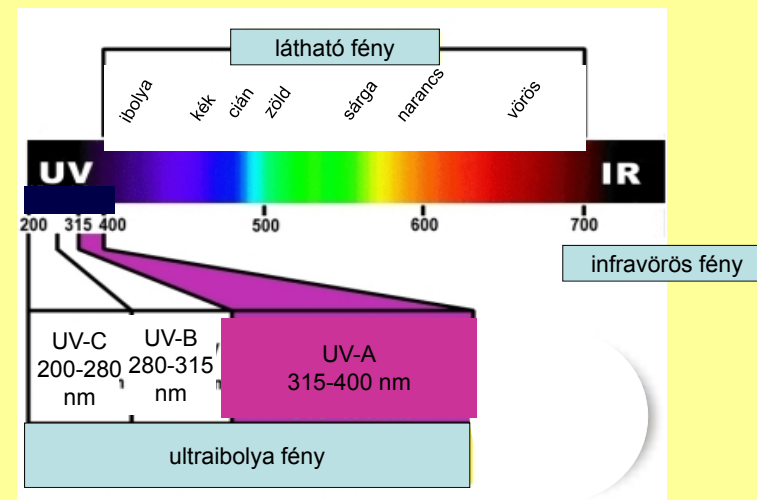 látható fény
ibolya kék cián zöld sárga narancs vörös
UV IR
200 315 400 500 600 700
infravörös fény
UV-C
200-280
nm
UV-B
280-315
nm
UV-A
315-400 nm
ultraibolya fény